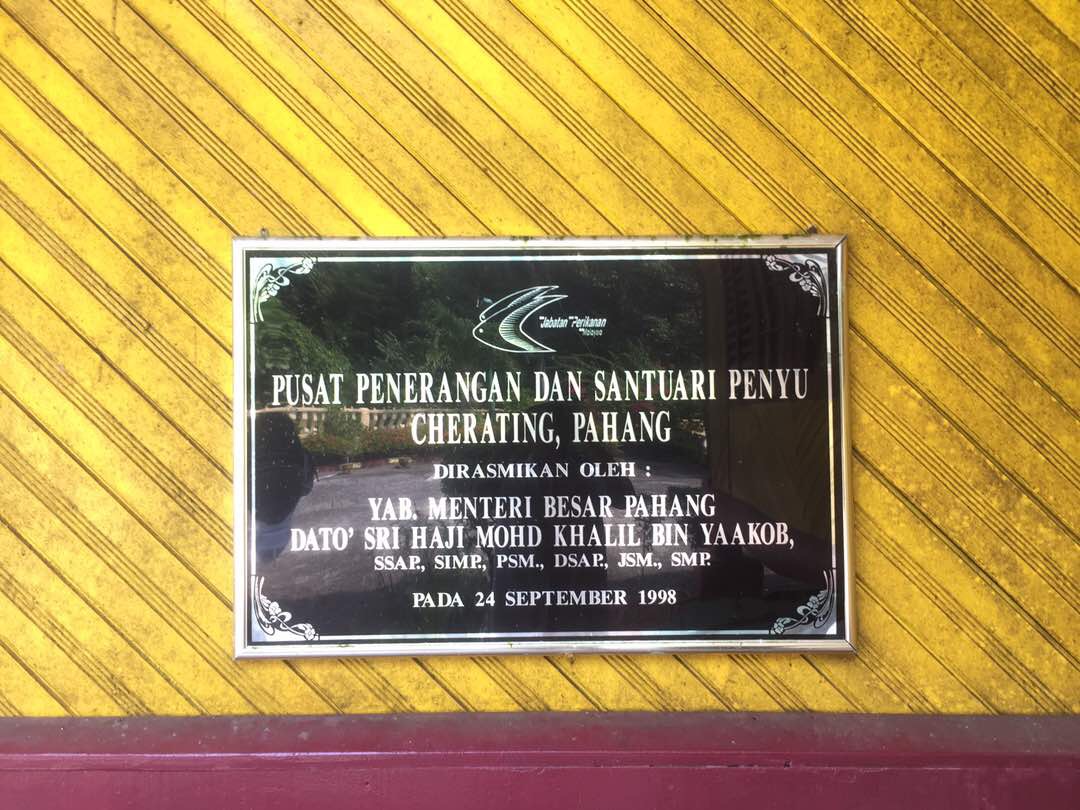 Jabatan Perikanan
Malaysia
PUSAT PENERANGAN DAN SANTUARI PENYU
CHERATING, PAHANG
DIRASMIKAN OLEH :
YAB. MENTERI BESAR PAHANG
DATO' SRI HAJI MOHD KHALIL BIN YAAKOB,
SSAP., SIMP., PSM., DSAP., JSM., SMP.
PADA 24 SEPTEMBER 1998